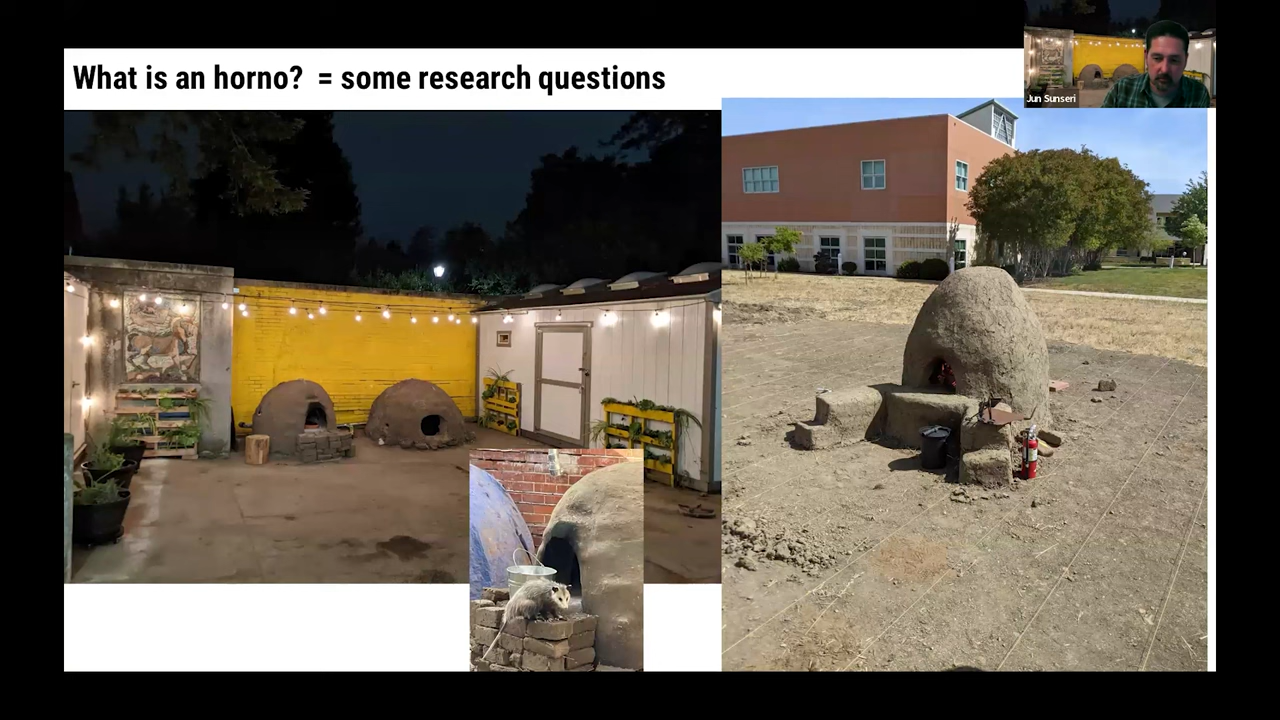 What is an horno? = some research questions
Jun Sunseri